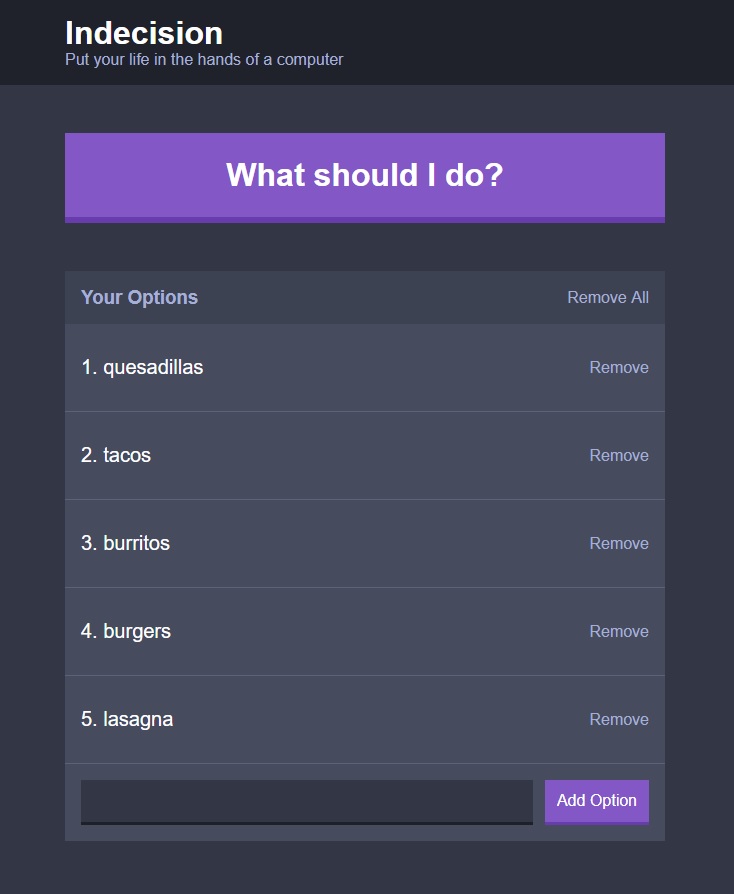 Indecision
Put your life in the hands of a computer
What should I do?
Your Options Remove All
1. quesadillas Remove
2. tacos Remove
3. burritos Remove
4. burgers Remove
5. lasagna Remove
Add Option